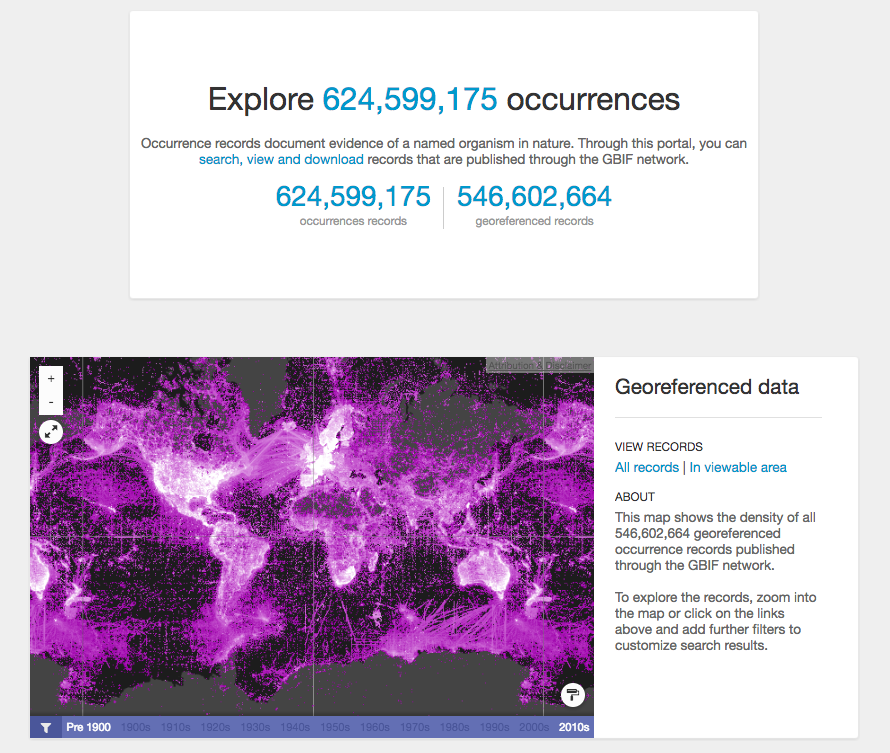 Explore 624,599,175 occurrences
Occurrence records document evidence of a named organism in nature. Through this portal, you can
search, view and download records that are published through the GBIF network.
624,599,175
occurrences records
546,602,664
georeferenced records
+
-
Attribution & Disclaimer
Georeferenced data
VIEW RECORDS
All records | In viewable area
ABOUT
This map shows the density of all
546,602,664 georeferenced
occurrence records published
through the GBIF network.
To explore the records, zoom into
the map or click on the links
above and add further filters to
customize search results.
Pre 1900 1900s 1910s 1920s 1930s 1940s 1950s 1960s 1970s 1980s 1990s 2000s 2010s